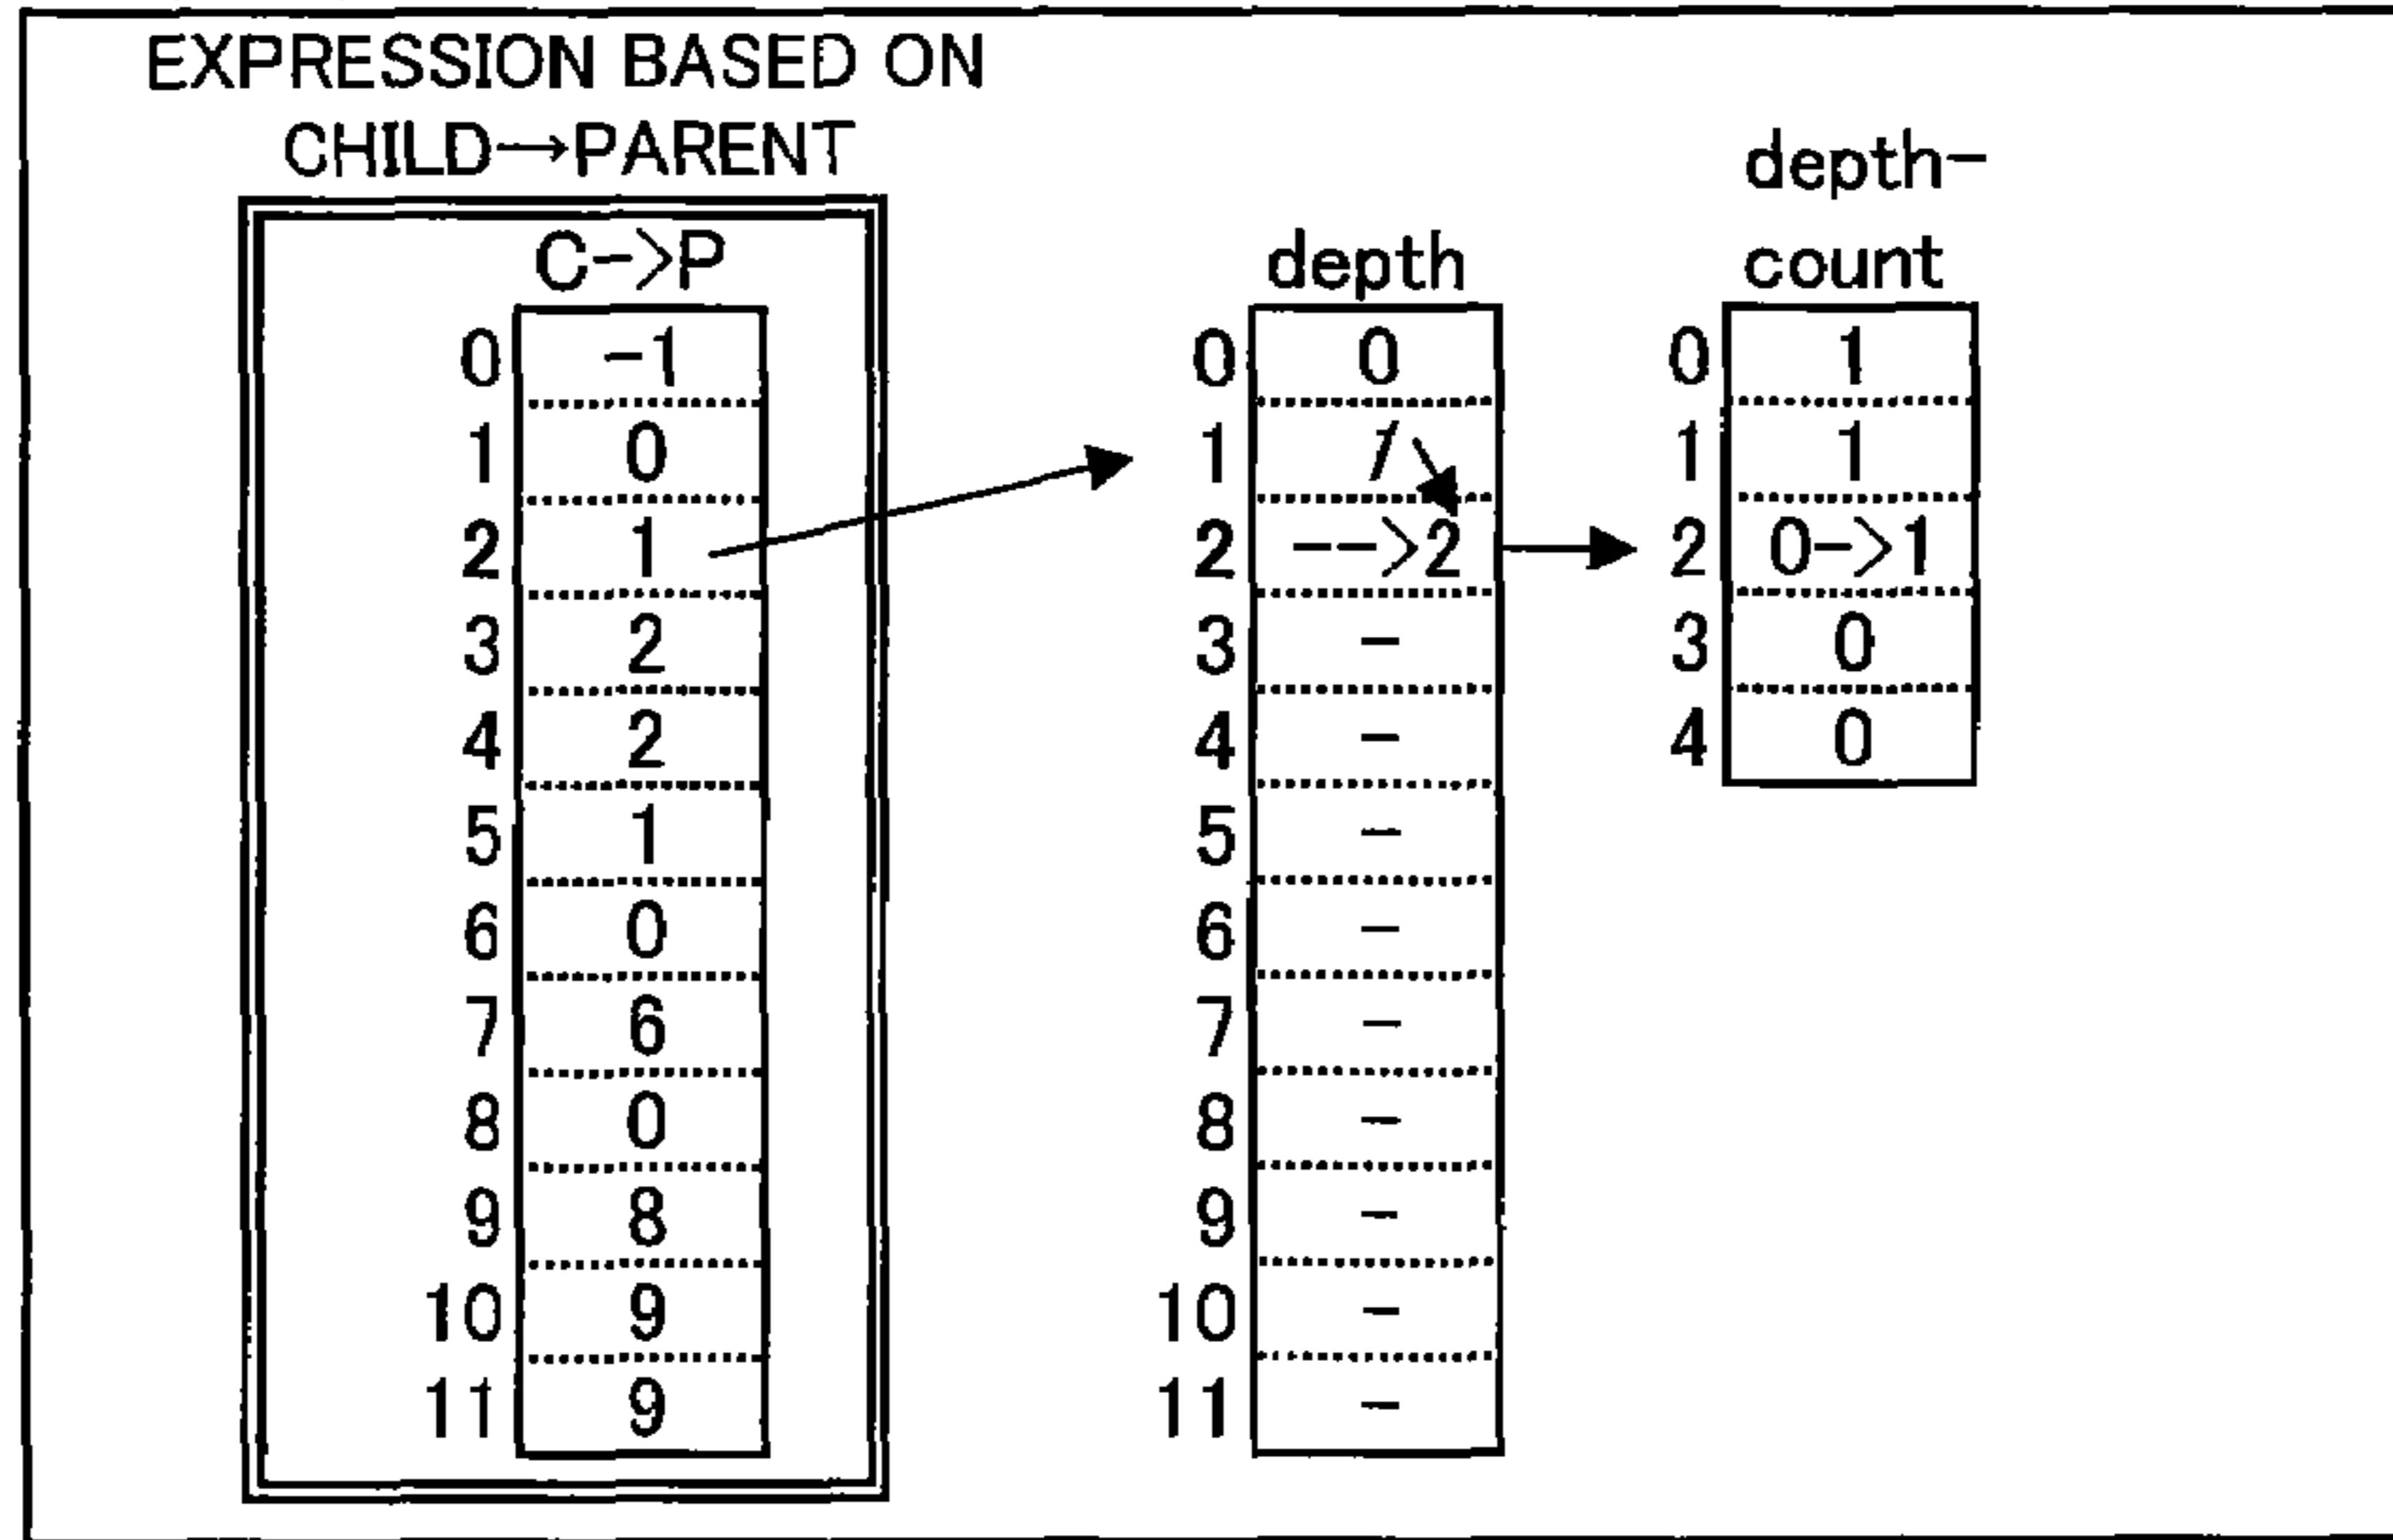 EXPRESSION BASED ON
CHILD→PARENT
depth-
C->P depth count
0 -1 0 0 0 1
1 0 1 1 1 1
2 1 2 -->2 2 0->1
3 2 3 - 3 0
4 2 4 - 4 0
5 1 5 -
6 0 6 -
7 6 7 -
8 0 8 -
9 8 9 -
10 9 10 -
11 9 11 -